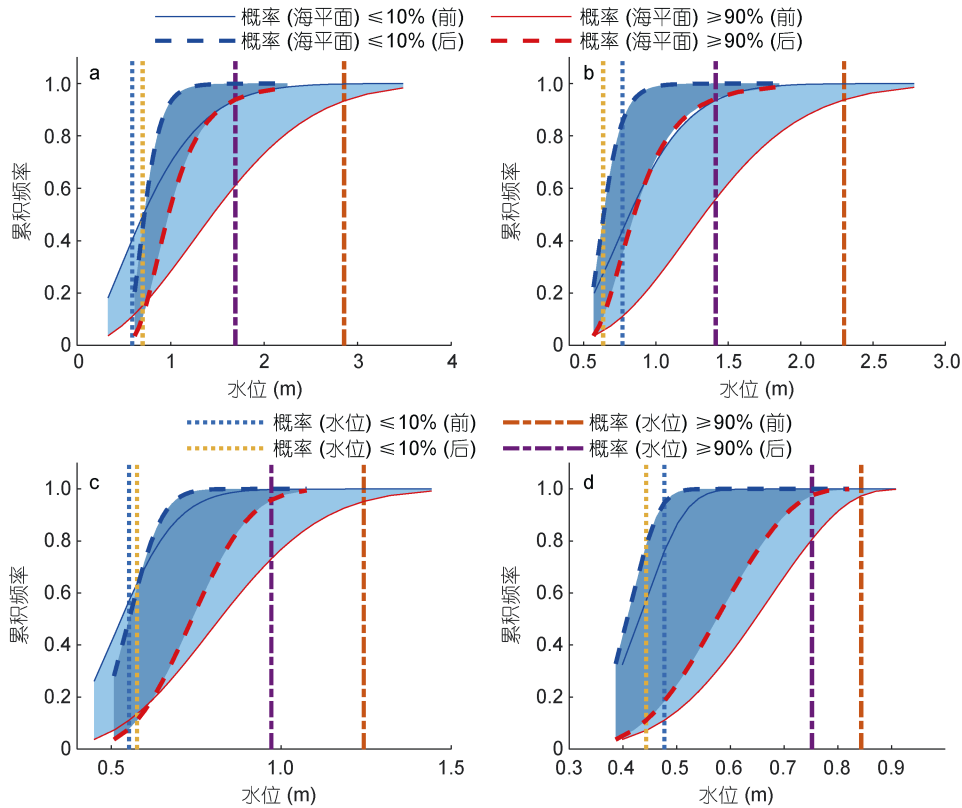 概率 (海平面) ≤10% (前)
概率 (海平面) ≥90% (前)
概率 (海平面) ≤10% (后)
概率 (海平面) ≥90% (后)
a
1.0
0.8
0.6
0.4
0.2
0
累积频率
0
1
2
3
4
水位 (m)
b
1.0
0.8
0.6
0.4
0.2
0
累积频率
0.5
1.0
1.5
2.0
2.5
3.0
水位 (m)
概率 (水位) ≤10% (前)
概率 (水位) ≥90% (前)
概率 (水位) ≤10% (后)
概率 (水位) ≥90% (后)
c
1.0
0.8
0.6
0.4
0.2
0
累积频率
0.5
1.0
1.5
水位 (m)
d
1.0
0.8
0.6
0.4
0.2
0
累积频率
0.3
0.4
0.5
0.6
0.7
0.8
0.9
水位 (m)